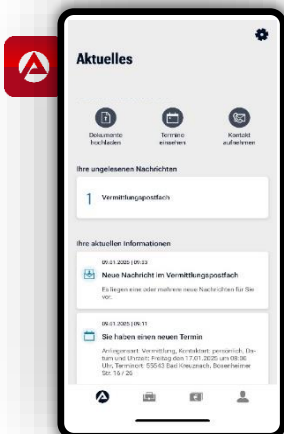 Aktuelles
Dokumente
hochladen
Termine
einsehen
Kontakt
aufnehmen
Ihre ungelesenen Nachrichten
1 Vermittlungspostfach
Ihre aktuellen Informationen
09.01.2025 | 09:33
Neue Nachricht im Vermittlungspostfach
Es liegen eine oder mehrere neue Nachrichten für Sie
vor.
09.01.2025 | 09:11
Sie haben einen neuen Termin
Anliegensart: Vermittlung, Kontaktart: persönlich, Da-
tum und Uhrzeit: Freitag den 17.01.2025 um 09:00
Uhr, Terminort: 55543 Bad Kreuznach, Bosenheimer
Str. 16 / 26